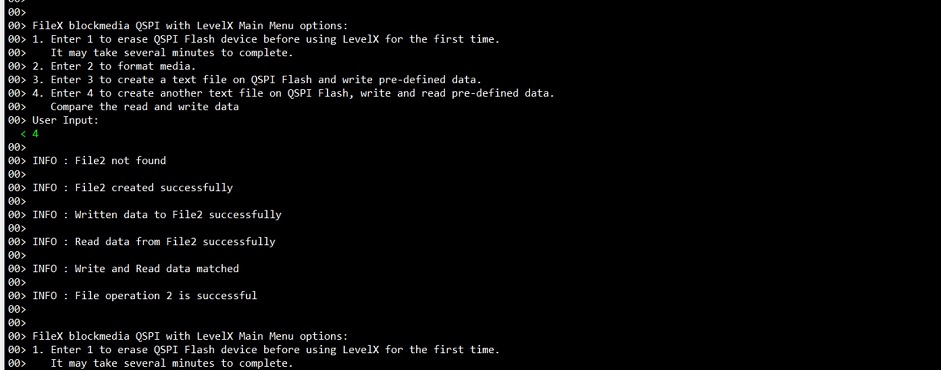 00>
00>
00> FileX blockmedia QSPI with LevelX Main Menu options:
00> 1. Enter 1 to erase QSPI Flash device before using LevelX for the first time.
00>    It may take several minutes to complete.
00> 2. Enter 2 to format media.
00> 3. Enter 3 to create a text file on QSPI Flash and write pre-defined data.
00> 4. Enter 4 to create another text file on QSPI Flash, write and read pre-defined data.
00>    Compare the read and write data
00> User Input:
< 4
00>
00> INFO : File2 not found
00>
00> INFO : File2 created successfully
00>
00> INFO : Written data to File2 successfully
00>
00> INFO : Read data from File2 successfully
00>
00> INFO : Write and Read data matched
00>
00> INFO : File operation 2 is successful
00>
00>
00> FileX blockmedia QSPI with LevelX Main Menu options:
00> 1. Enter 1 to erase QSPI Flash device before using LevelX for the first time.
00>    It may take several minutes to complete.